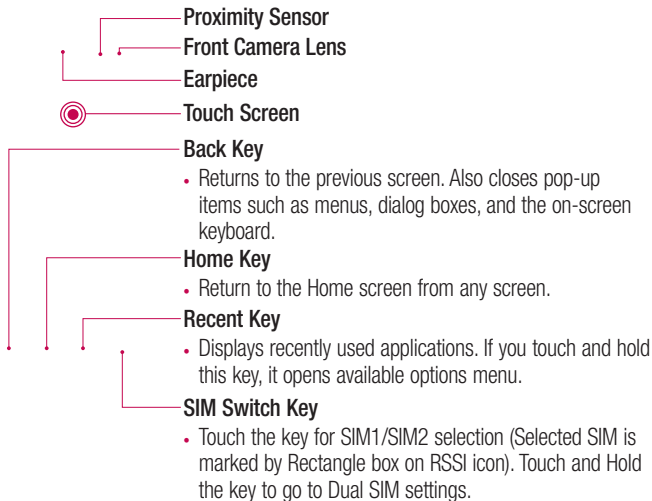 Proximity Sensor
Front Camera Lens
Earpiece
Touch Screen
Back Key
• Returns to the previous screen. Also closes pop-up
items such as menus, dialog boxes, and the on-screen
keyboard.
Home Key
• Return to the Home screen from any screen.
Recent Key
• Displays recently used applications. If you touch and hold
this key, it opens available options menu.
SIM Switch Key
• Touch the key for SIM1/SIM2 selection (Selected SIM is
marked by Rectangle box on RSSI icon). Touch and Hold
the key to go to Dual SIM settings.